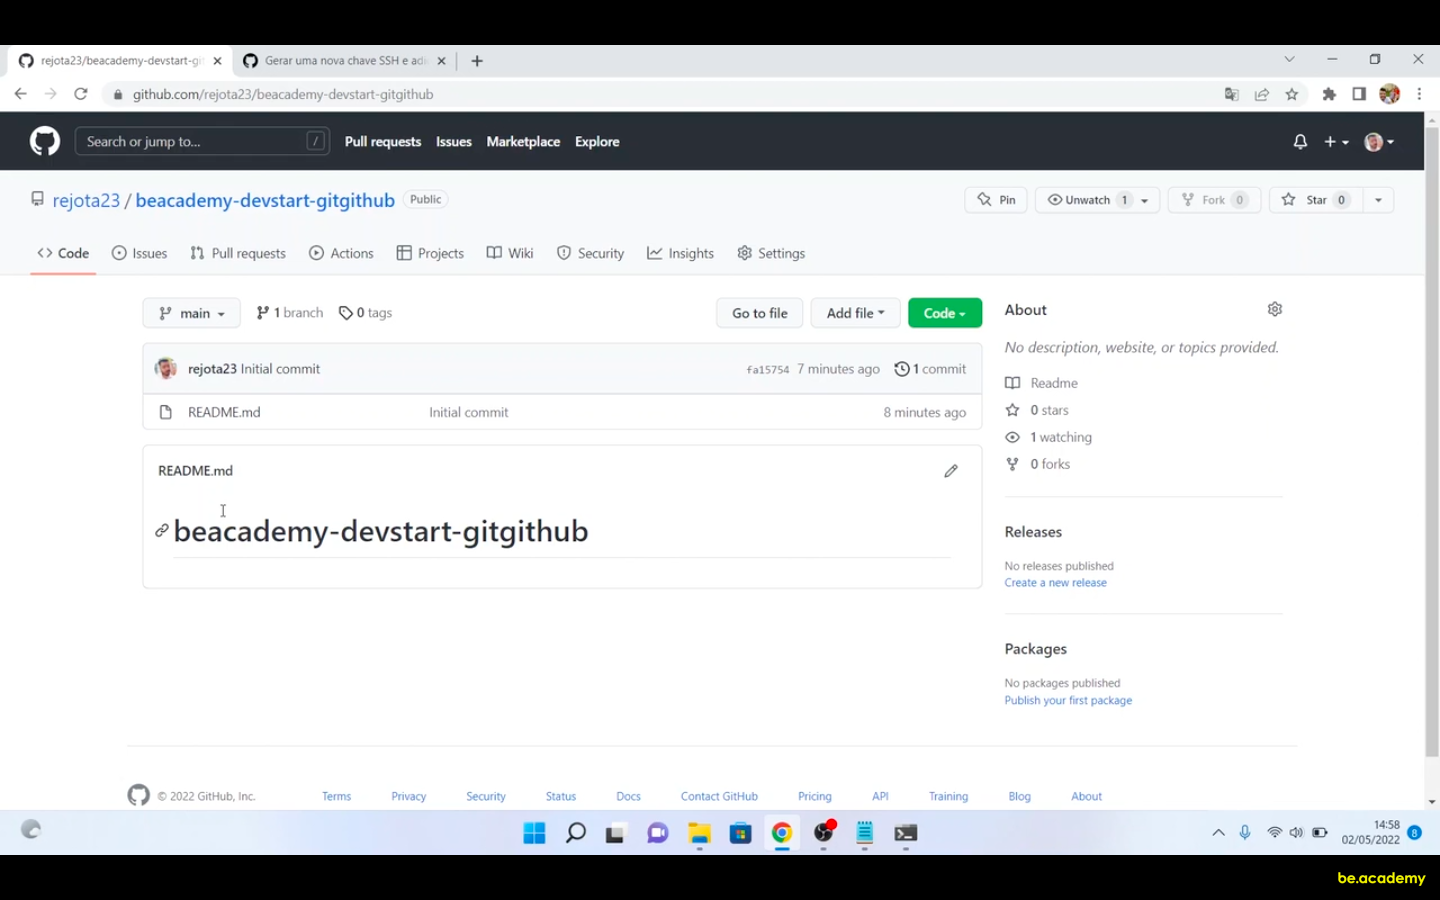 rejota23/beacademy-devstart-git
Gerar uma nova chave SSH e adi
github.com/rejota23/beacademy-devstart-gitgithub
Search or jump to... /
Pull requests Issues Marketplace Explore
rejota23 / beacademy-devstart-gitgithub Public
Pin Unwatch 1 Fork 0 Star 0
Code Issues Pull requests Actions Projects Wiki Security Insights Settings
main 1 branch 0 tags Go to file Add file Code
rejota23 Initial commit fa15754 7 minutes ago 1 commit
README.md Initial commit 8 minutes ago
README.md
beacademy-devstart-gitgithub
About
No description, website, or topics provided.
Readme
0 stars
1 watching
0 forks
Releases
No releases published
Create a new release
Packages
No packages published
Publish your first package
© 2022 GitHub, Inc. Terms Privacy Security Status Docs Contact GitHub Pricing API Training Blog About
14:58
02/05/2022
8
be.academy